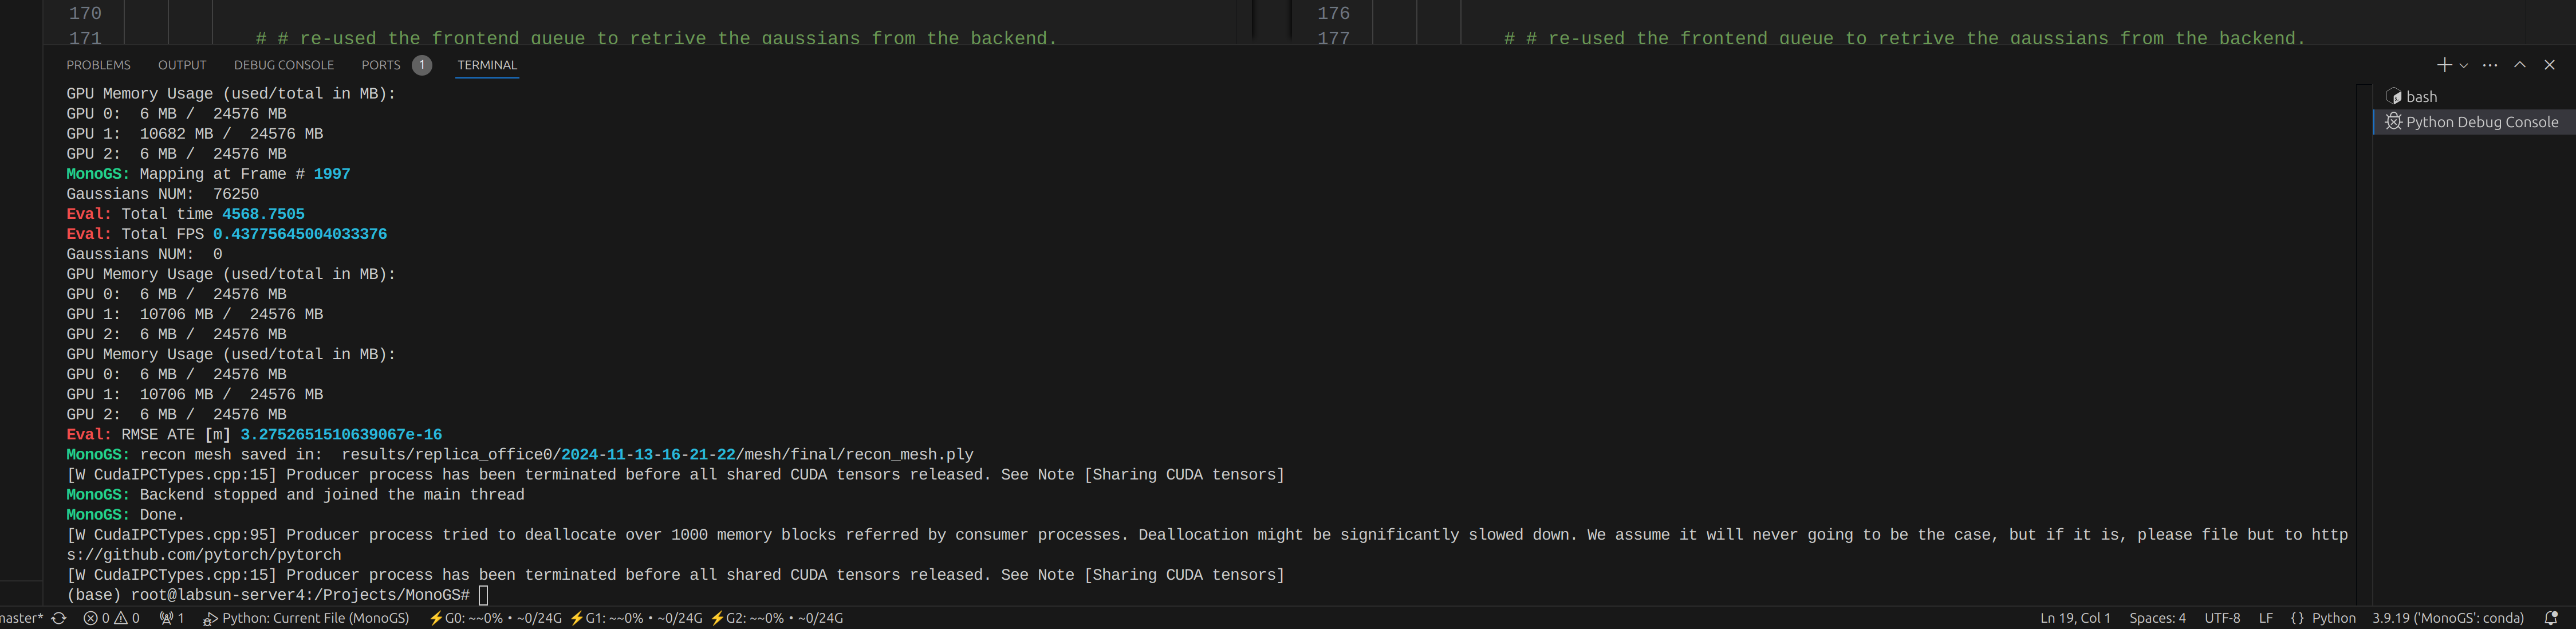 170
176
171 # # re-used the frontend queue to retrive the gaussians from the backend.
177 # # re-used the frontend queue to retrive the gaussians from the backend.
PROBLEMS OUTPUT DEBUG CONSOLE PORTS 1 TERMINAL
GPU Memory Usage (used/total in MB):
GPU 0:  6 MB /  24576 MB
GPU 1:  10682 MB /  24576 MB
GPU 2:  6 MB /  24576 MB
MonoGS: Mapping at Frame # 1997
Gaussians NUM:  76250
Eval: Total time 4568.7505
Eval: Total FPS 0.43775645004033376
Gaussians NUM:  0
GPU Memory Usage (used/total in MB):
GPU 0:  6 MB /  24576 MB
GPU 1:  10706 MB /  24576 MB
GPU 2:  6 MB /  24576 MB
GPU Memory Usage (used/total in MB):
GPU 0:  6 MB /  24576 MB
GPU 1:  10706 MB /  24576 MB
GPU 2:  6 MB /  24576 MB
Eval: RMSE ATE [m] 3.2752651510639067e-16
MonoGS: recon mesh saved in:  results/replica_office0/2024-11-13-16-21-22/mesh/final/recon_mesh.ply
[W CudaIPCTypes.cpp:15] Producer process has been terminated before all shared CUDA tensors released. See Note [Sharing CUDA tensors]
MonoGS: Backend stopped and joined the main thread
MonoGS: Done.
[W CudaIPCTypes.cpp:95] Producer process tried to deallocate over 1000 memory blocks referred by consumer processes. Deallocation might be significantly slowed down. We assume it will never going to be the case, but if it is, please file but to http
s://github.com/pytorch/pytorch
[W CudaIPCTypes.cpp:15] Producer process has been terminated before all shared CUDA tensors released. See Note [Sharing CUDA tensors]
(base) root@labsun-server4:/Projects/MonoGS#
bash
Python Debug Console
naster* 0 0 1 Python: Current File (MonoGS) ⚡G0: ~~0% • ~0/24G ⚡G1: ~~0% • ~0/24G ⚡G2: ~~0% • ~0/24G
Ln 19, Col 1 Spaces: 4 UTF-8 LF {} Python 3.9.19 ('MonoGS': conda)